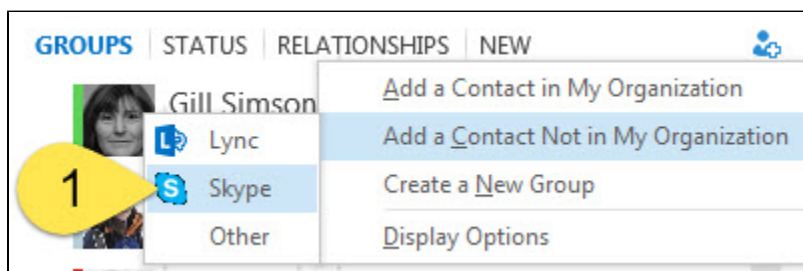 GROUPS STATUS RELATIONSHIPS NEW
Gill Simson
Add a Contact in My Organization
Lync
Add a Contact Not in My Organization
1
Skype
Create a New Group
Other
Display Options